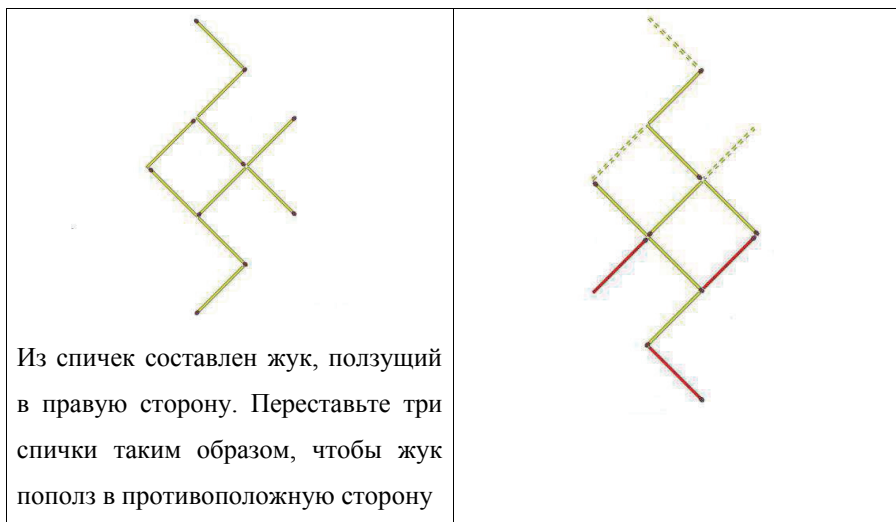 Из спичек составлен жук, ползущий
в правую сторону. Переставьте три
спички таким образом, чтобы жук
пополз в противоположную сторону